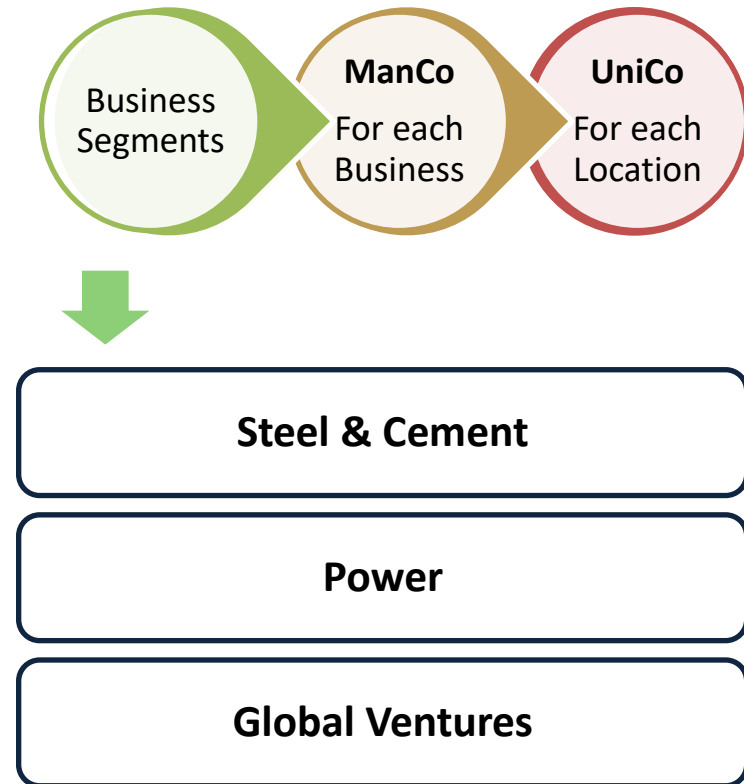 Business
Segments
ManCo
For each
Business
UniCo
For each
Location
Steel & Cement
Power
Global Ventures